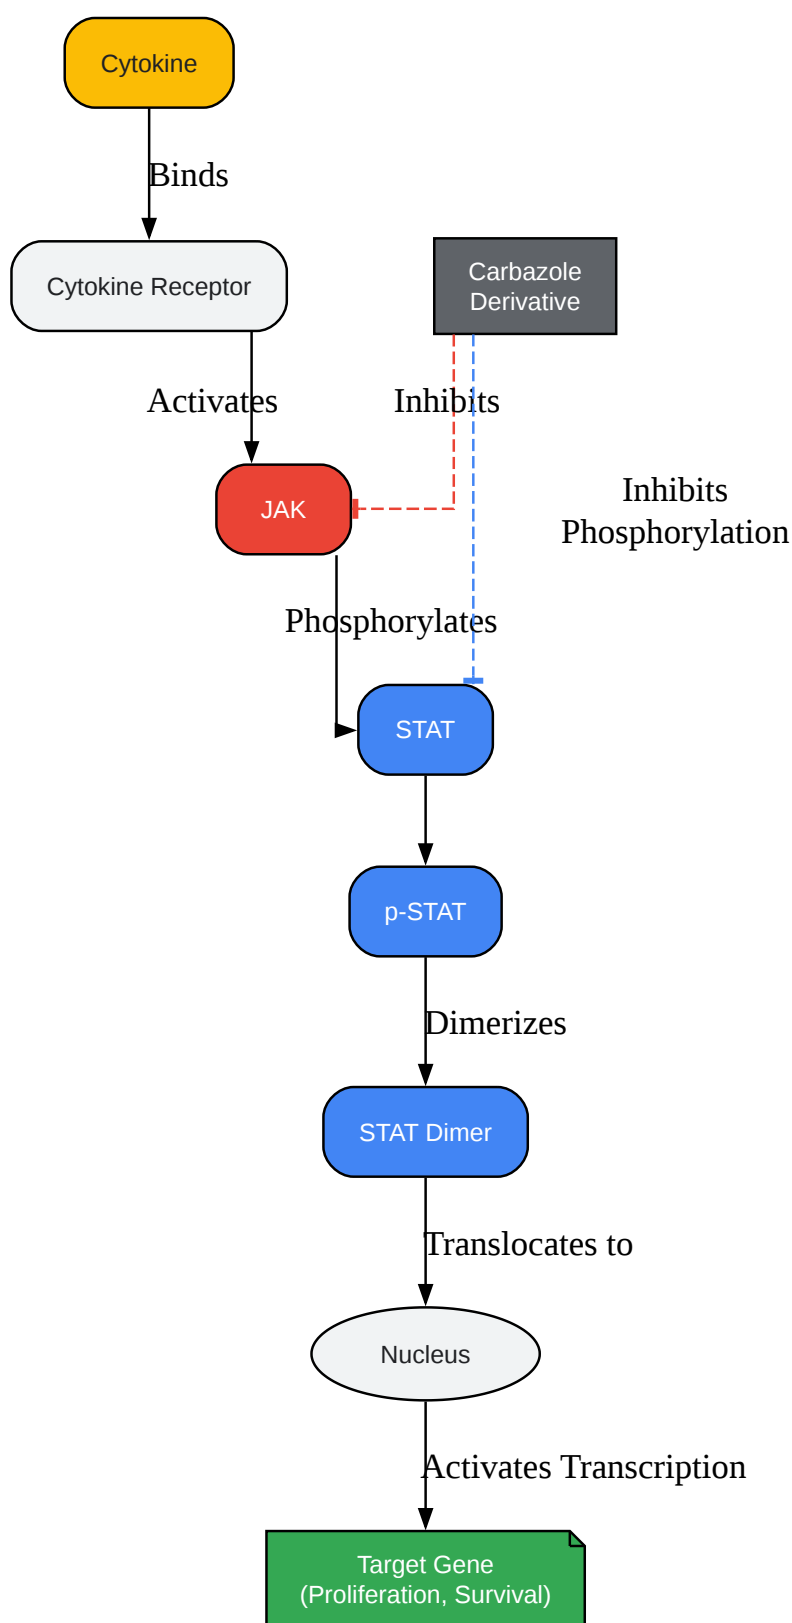 Cytokine
Binds
Cytokine Receptor
Carbazole
Derivative
Activates
Inhibits
Inhibits
Phosphorylation
JAK
Phosphorylates
STAT
p-STAT
Dimerizes
STAT Dimer
Translocates to
Nucleus
Activates Transcription
Target Gene
(Proliferation, Survival)